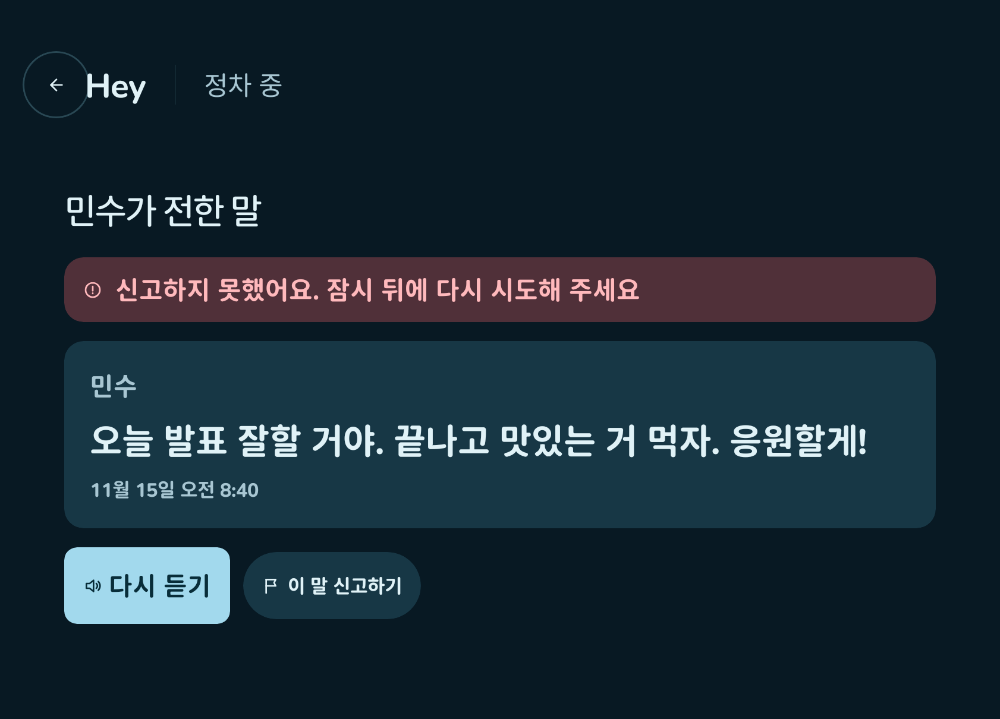 Hey 정차 중
민수가 전한 말
신고하지 못했어요. 잠시 뒤에 다시 시도해 주세요
민수
오늘 발표 잘할 거야. 끝나고 맛있는 거 먹자. 응원할게!
11월 15일 오전 8:40
다시 듣기 이 말 신고하기